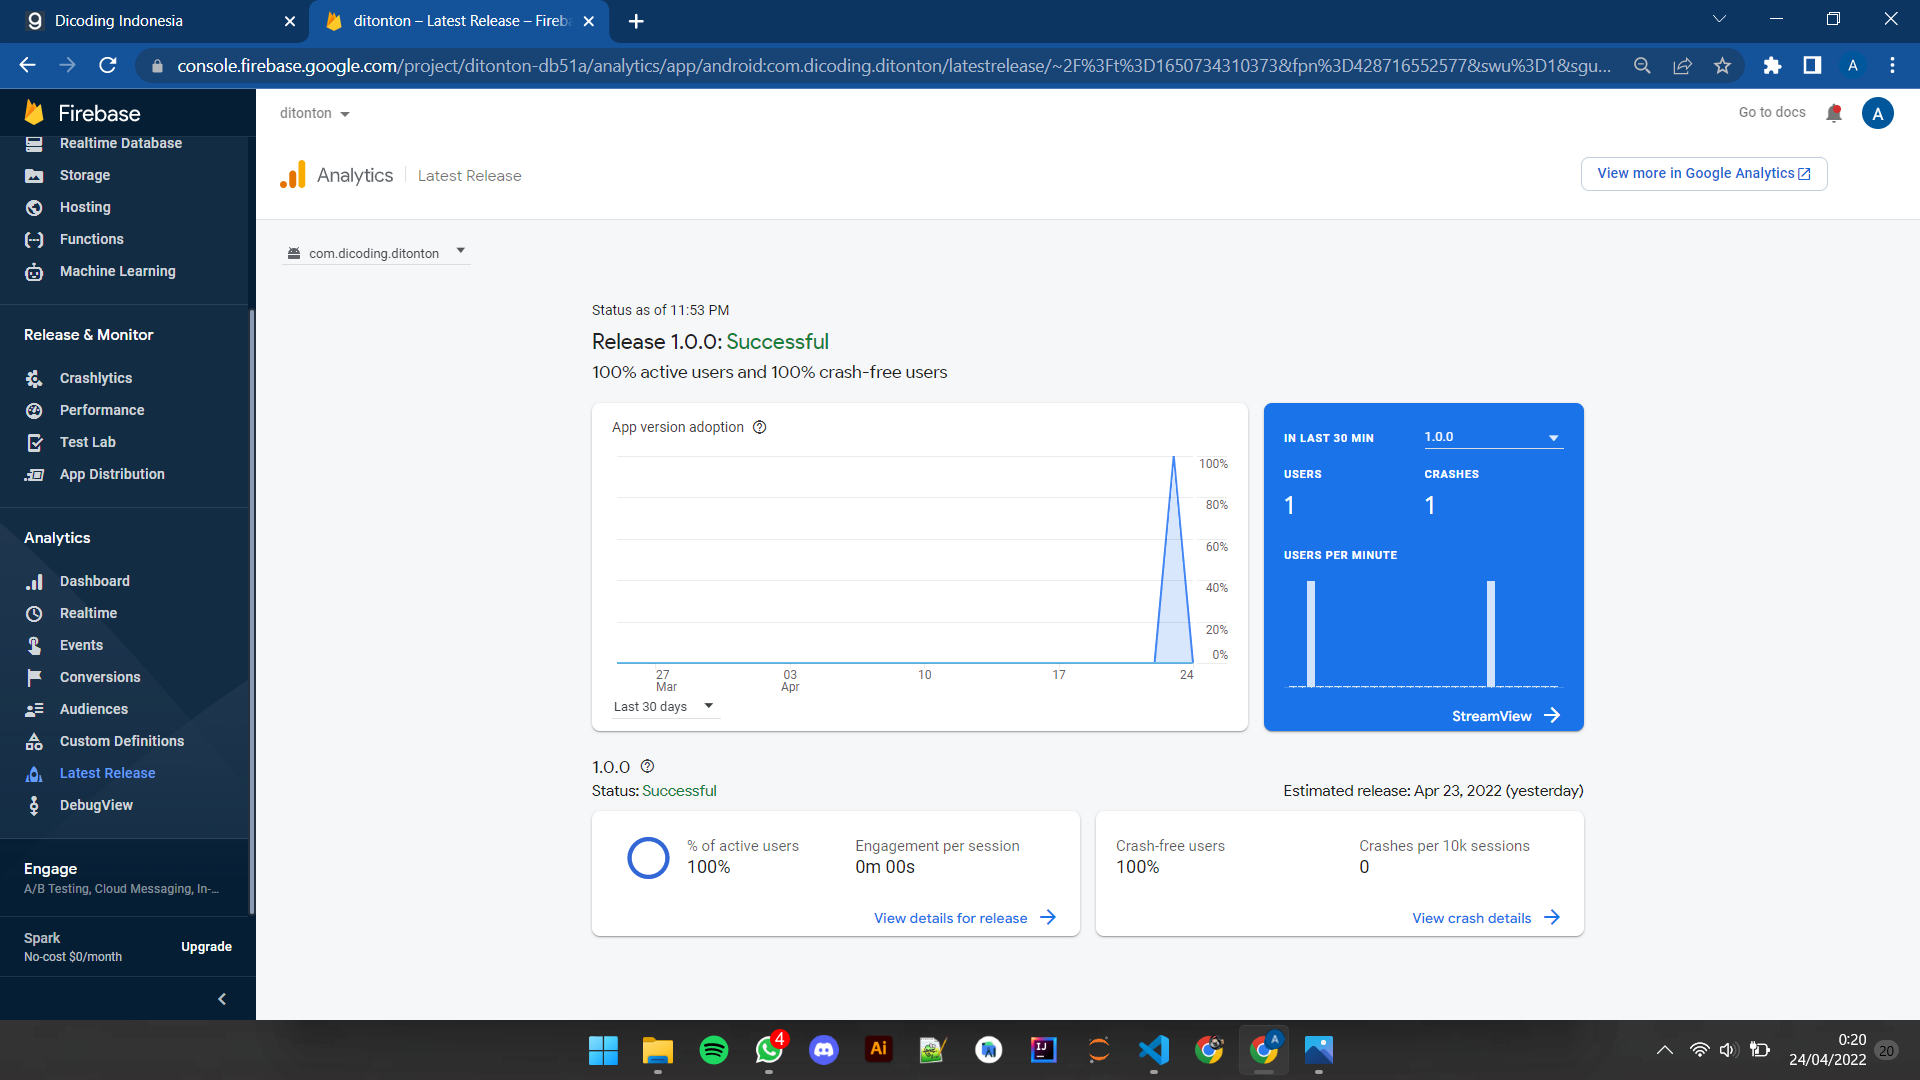 Dicoding Indonesia
ditonton – Latest Release – Fireba
console.firebase.google.com/project/ditonton-db51a/analytics/app/android:com.dicoding.ditonton/latestrelease/~2F%3Ft%3D1650734310373&fpn%3D428716552577&swu%3D1&sgu...
A
Firebase
Realtime Database
Storage
Hosting
Functions
Machine Learning
Release & Monitor
Crashlytics
Performance
Test Lab
App Distribution
Analytics
Dashboard
Realtime
Events
Conversions
Audiences
Custom Definitions
Latest Release
DebugView
Engage
A/B Testing, Cloud Messaging, In-...
Spark
No-cost $0/month
Upgrade
ditonton
Go to docs
A
Analytics
Latest Release
View more in Google Analytics
com.dicoding.ditonton
Status as of 11:53 PM
Release 1.0.0: Successful
100% active users and 100% crash-free users
App version adoption
100%
80%
60%
40%
20%
0%
27
Mar
03
Apr
10
17
24
Last 30 days
IN LAST 30 MIN
1.0.0
USERS
CRASHES
1
1
USERS PER MINUTE
StreamView
1.0.0
Status: Successful
Estimated release: Apr 23, 2022 (yesterday)
% of active users
100%
Engagement per session
0m 00s
View details for release
Crash-free users
100%
Crashes per 10k sessions
0
View crash details
4
Ai
IJ
A
0:20
24/04/2022
20